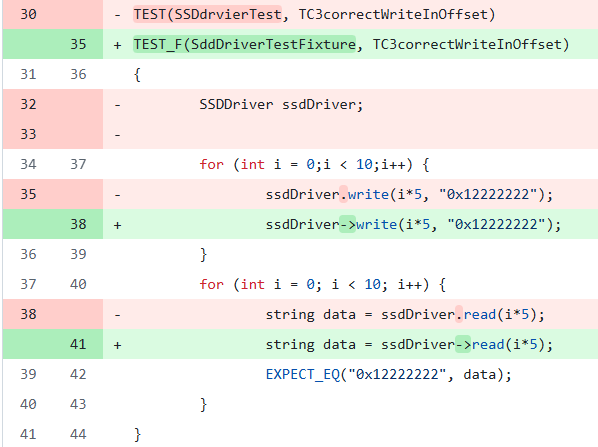 30 - TEST(SSDdrvierTest, TC3correctWriteInOffset)
35 + TEST_F(SddDriverTestFixture, TC3correctWriteInOffset)
31 36 {
32 - SSDDriver ssdDriver;
33 -
34 37 for (int i = 0;i < 10;i++) {
35 - ssdDriver.write(i*5, "0x12222222");
38 + ssdDriver->write(i*5, "0x12222222");
36 39 }
37 40 for (int i = 0; i < 10; i++) {
38 - string data = ssdDriver.read(i*5);
41 + string data = ssdDriver->read(i*5);
39 42 EXPECT_EQ("0x12222222", data);
40 43 }
41 44 }